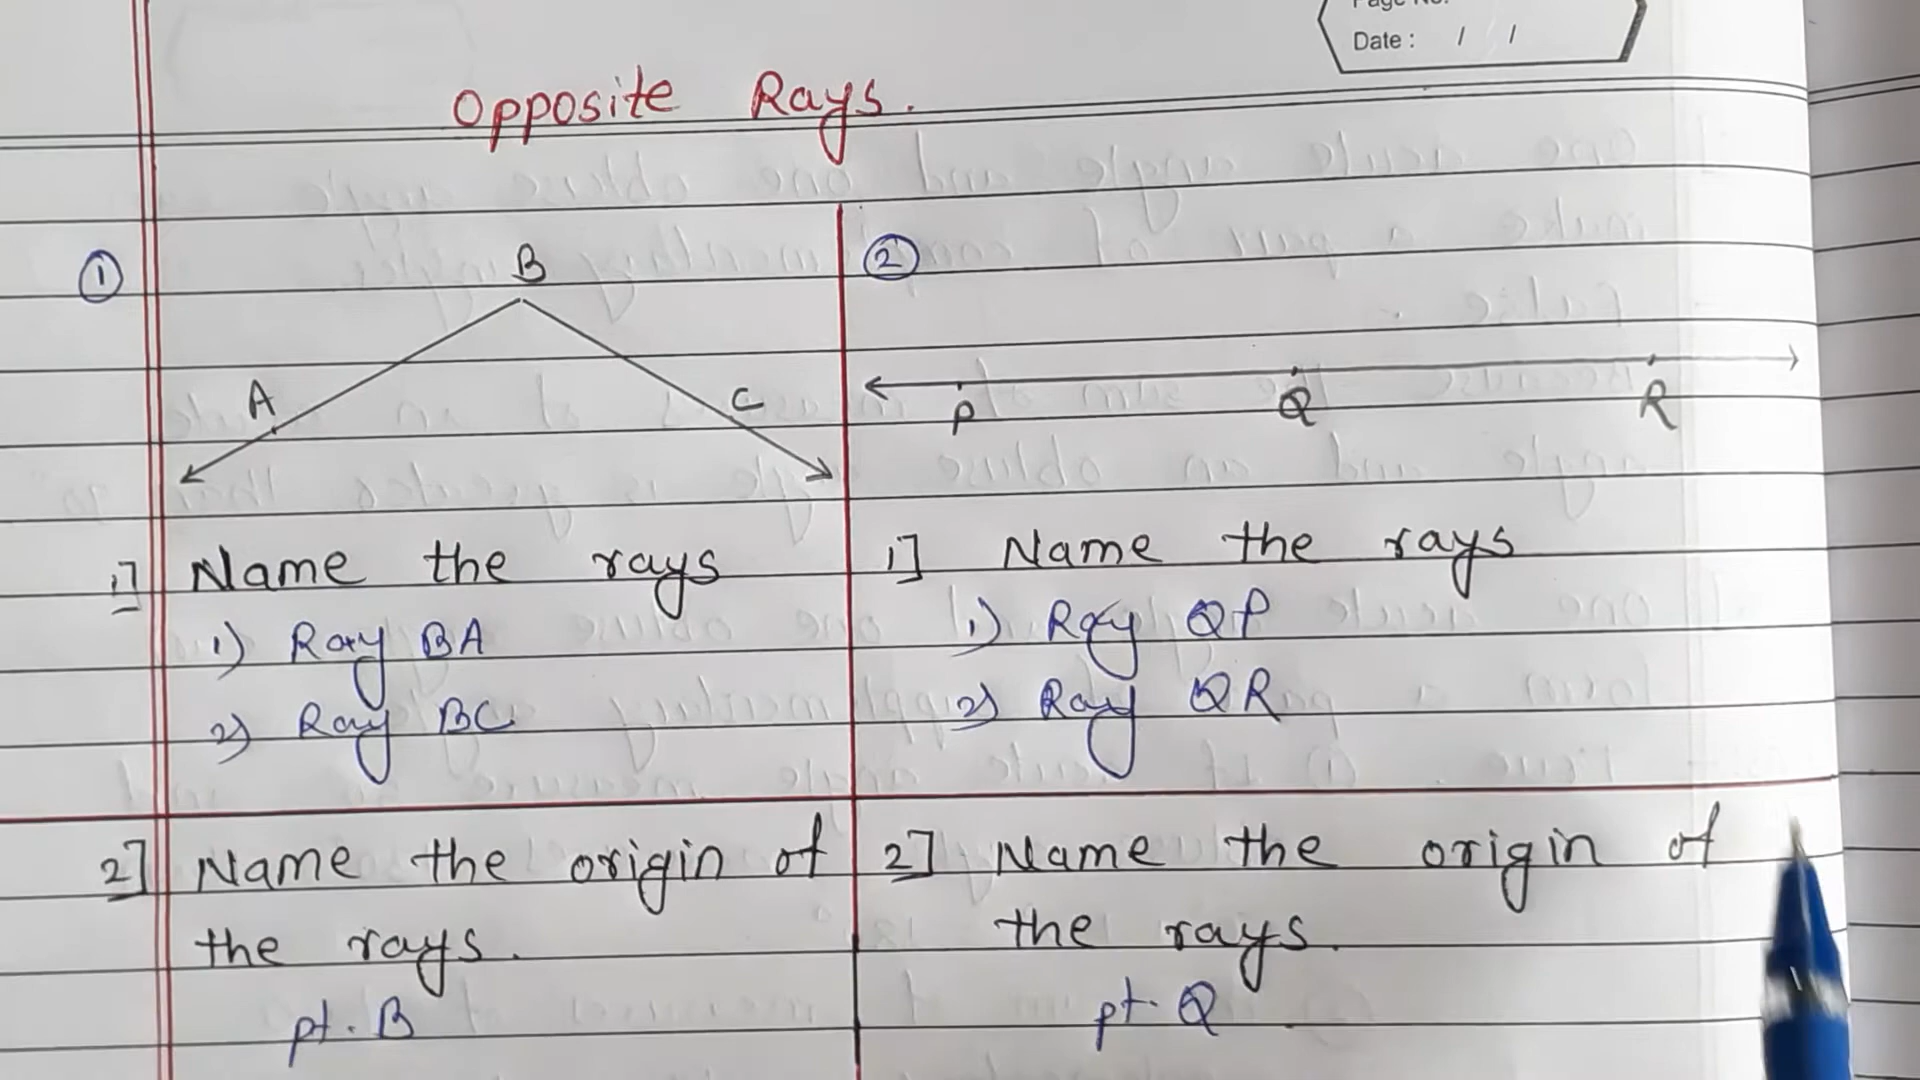 Page No.
Date : / /
Opposite Rays.
①
B
A
C
1] Name the rays
1) Ray BA
2) Ray BC
2] Name the origin of
the rays.
pt. B
②
P Q R
1] Name the rays
1) Ray QP
2) Ray QR
2] Name the origin of
the rays.
pt. Q